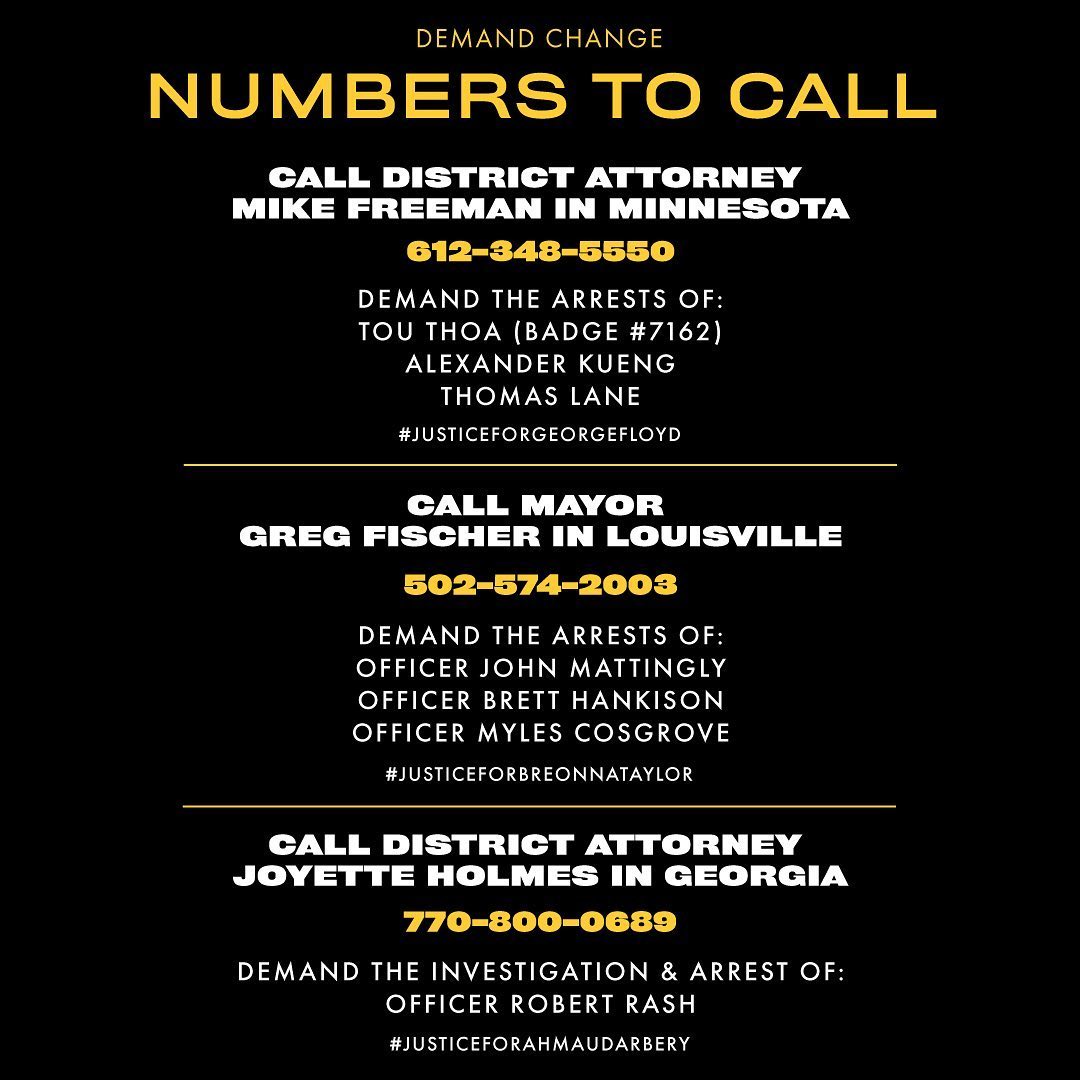 DEMAND CHANGE
NUMBERS TO CALL
CALL DISTRICT ATTORNEY
MIKE FREEMAN IN MINNESOTA
612-348-5550
DEMAND THE ARRESTS OF:
TOU THOA (BADGE #7162)
ALEXANDER KUENG
THOMAS LANE
#JUSTICEFORGEORGEFLOYD
CALL MAYOR
GREG FISCHER IN LOUISVILLE
502-574-2003
DEMAND THE ARRESTS OF:
OFFICER JOHN MATTINGLY
OFFICER BRETT HANKISON
OFFICER MYLES COSGROVE
#JUSTICEFORBREONNATAYLOR
CALL DISTRICT ATTORNEY
JOYETTE HOLMES IN GEORGIA
770-800-0689
DEMAND THE INVESTIGATION & ARREST OF:
OFFICER ROBERT RASH
#JUSTICEFORAHMAUDARBERY